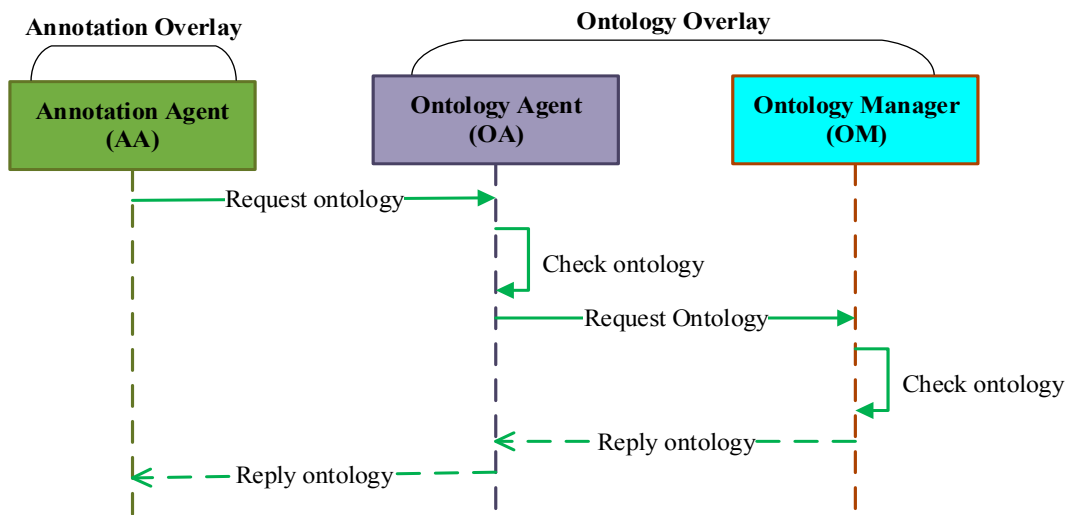 Annotation Overlay
Ontology Overlay
Annotation Agent
(AA)
Ontology Agent
(OA)
Ontology Manager
(OM)
Request ontology
Check ontology
Request Ontology
Check ontology
Reply ontology
Reply ontology